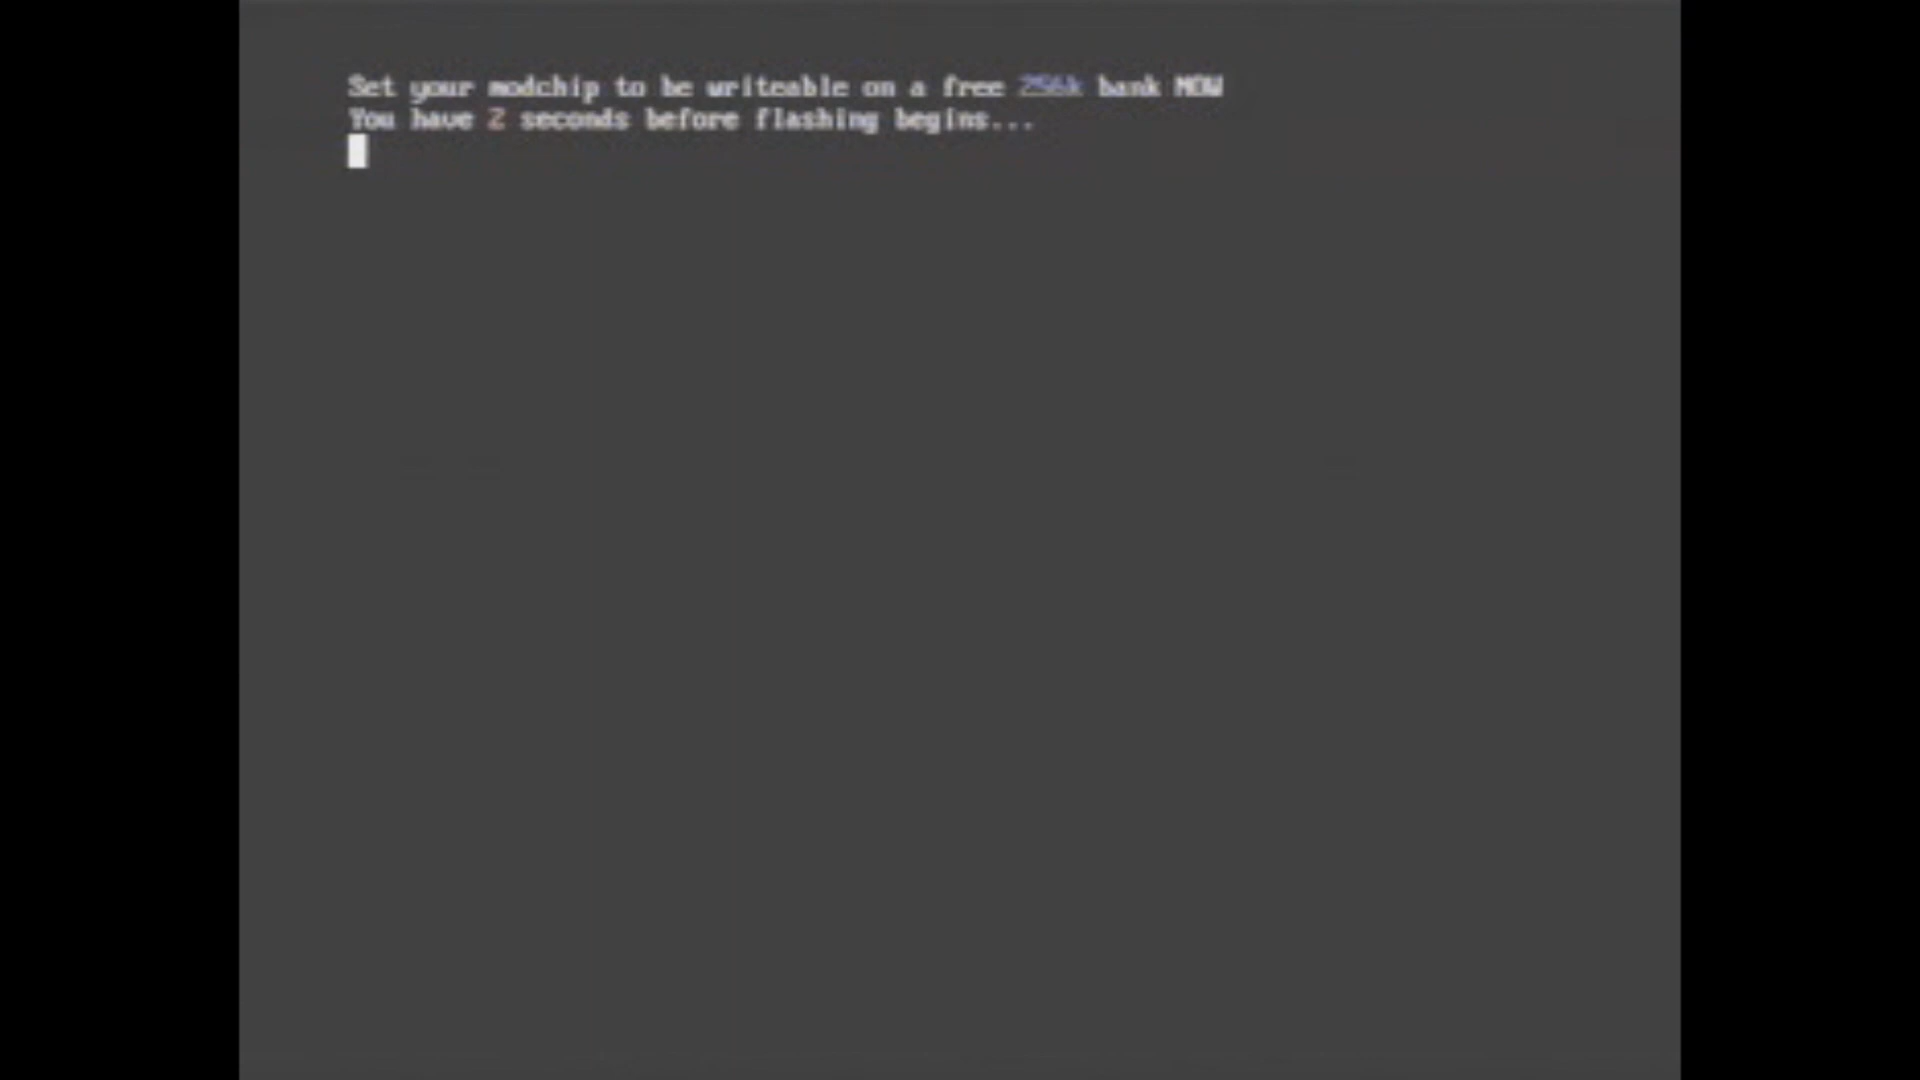 Set your modchip to be writeable on a free 256k bank NOW
You have 2 seconds before flashing begins...